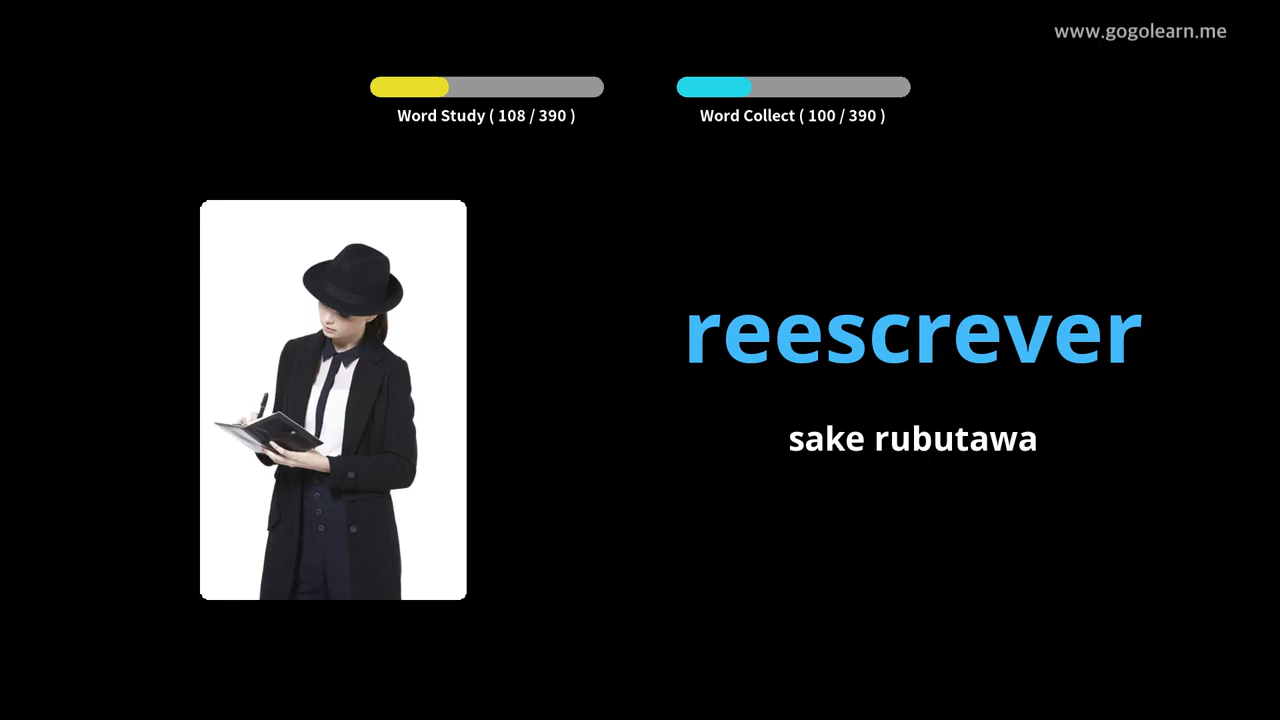 www.gogolearn.me
Word Study ( 108 / 390 )
Word Collect ( 100 / 390 )
reescrever
sake rubutawa